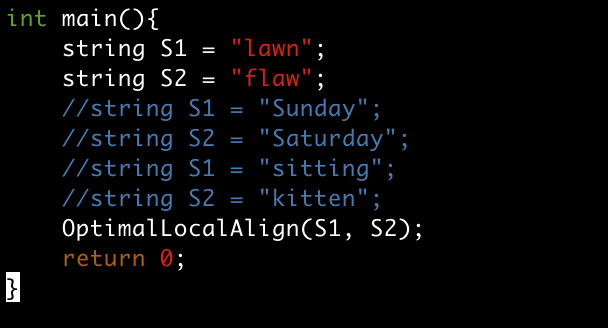 int main(){
    string S1 = "lawn";
    string S2 = "flaw";
    //string S1 = "Sunday";
    //string S2 = "Saturday";
    //string S1 = "sitting";
    //string S2 = "kitten";
    OptimalLocalAlign(S1, S2);
    return 0;
}